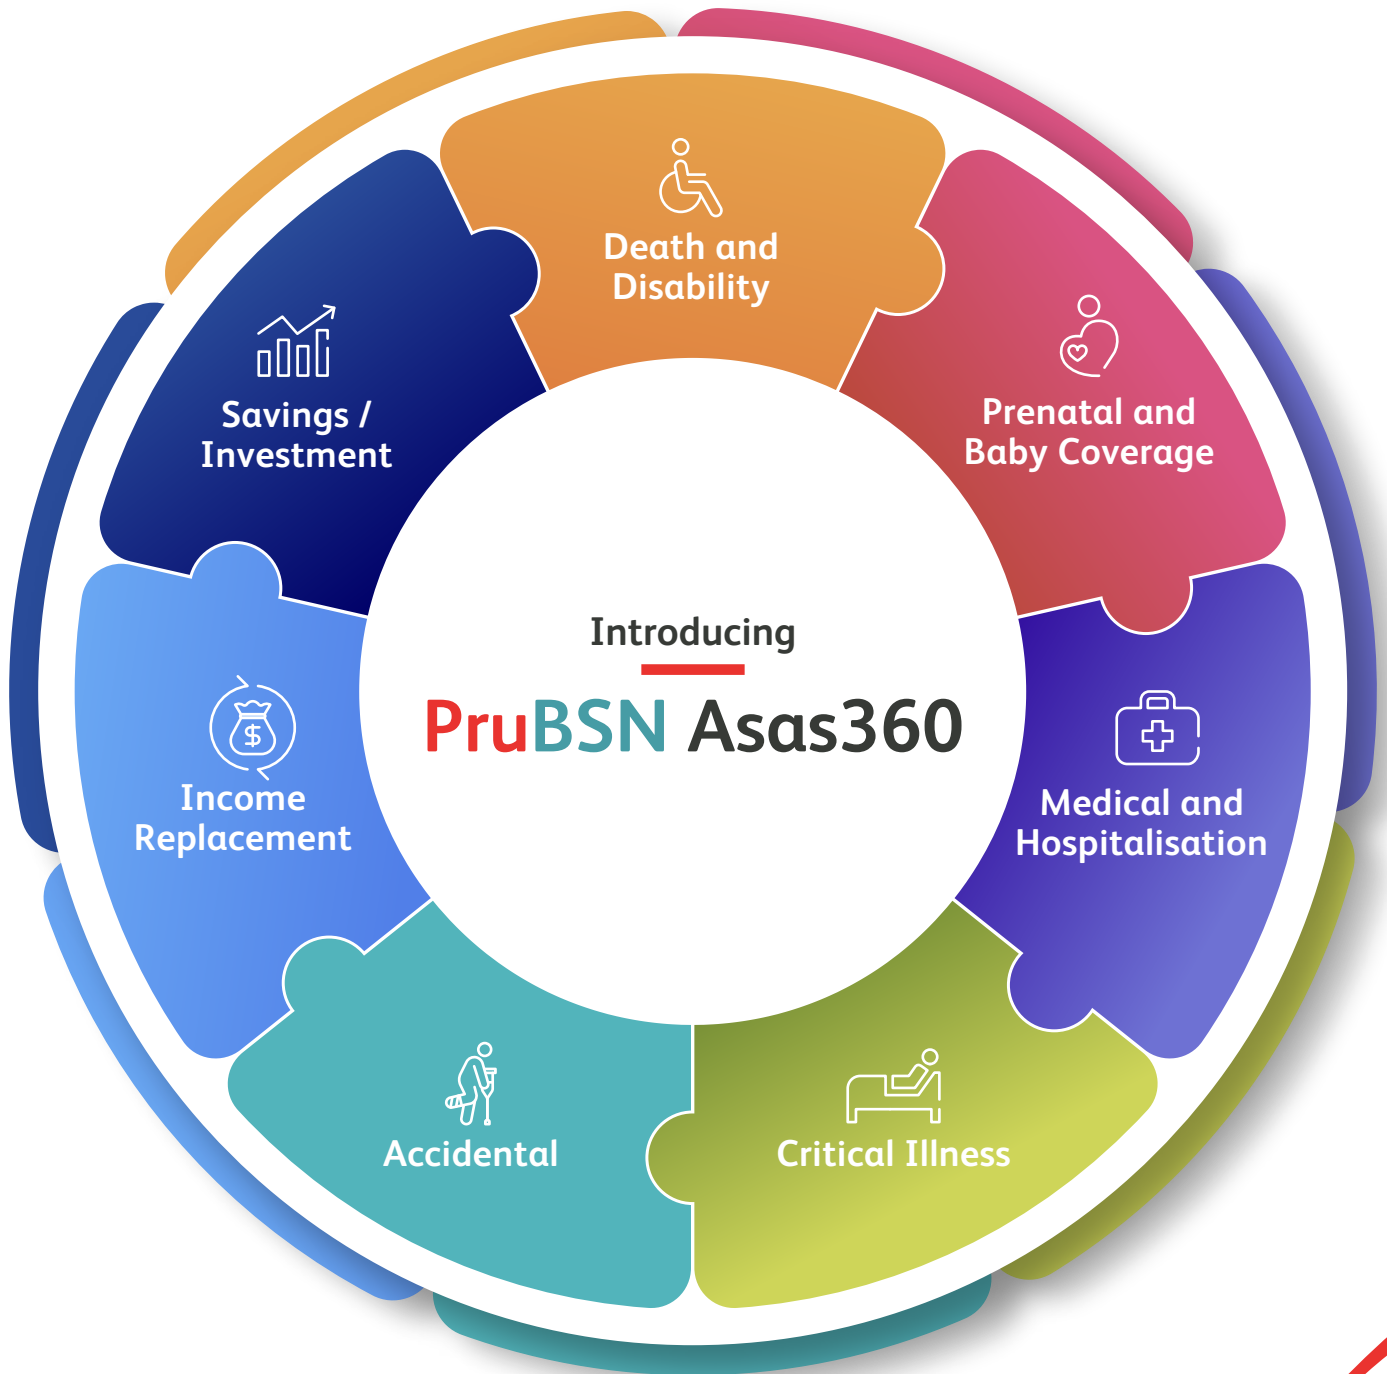 Introducing
PruBSN Asas360
Death and
Disability
Prenatal and
Baby Coverage
Medical and
Hospitalisation
Critical Illness
Accidental
Income
Replacement
Savings /
Investment
$